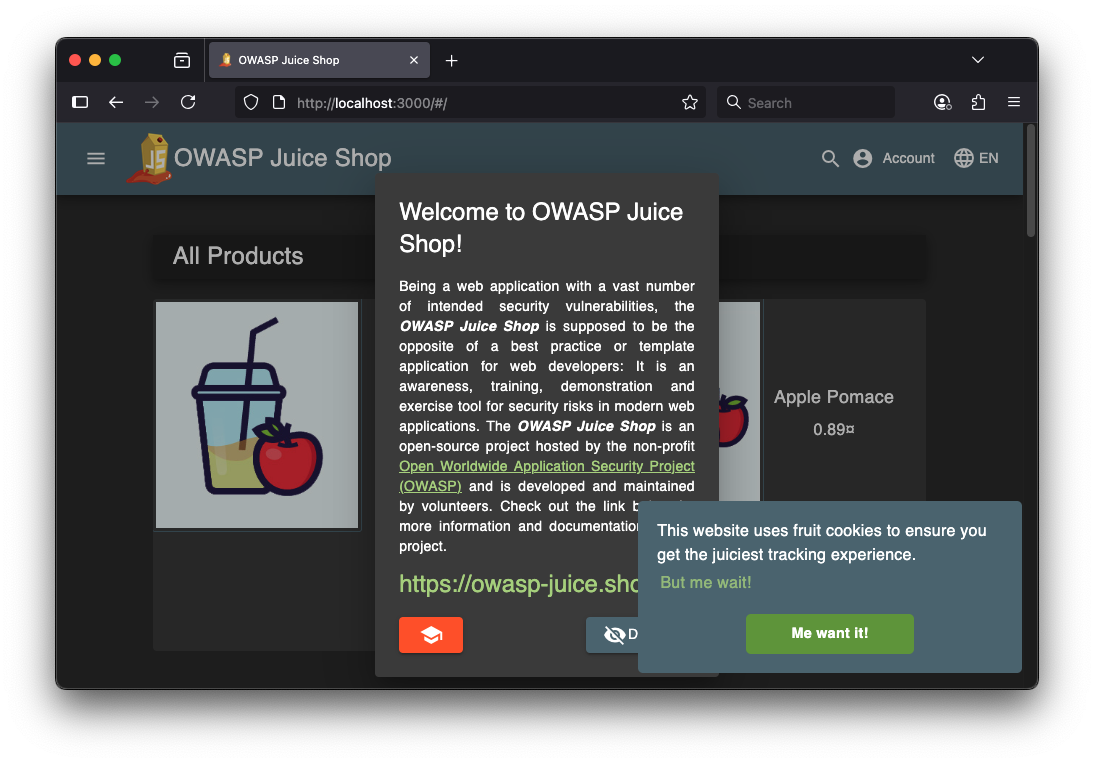 OWASP Juice Shop
http://localhost:3000/#/
Search
JS
OWASP Juice Shop
Account
EN
All Products
Welcome to OWASP Juice
Shop!
Being a web application with a vast number
of intended security vulnerabilities, the
OWASP Juice Shop is supposed to be the
opposite of a best practice or template
application for web developers: It is an
awareness, training, demonstration and
exercise tool for security risks in modern web
applications. The OWASP Juice Shop is an
open-source project hosted by the non-profit
Open Worldwide Application Security Project
(OWASP) and is developed and maintained
by volunteers. Check out the link
more information and documentation
project.
https://owasp-juice.sho
D
Apple Pomace
0.89¤
This website uses fruit cookies to ensure you
get the juiciest tracking experience.
But me wait!
Me want it!